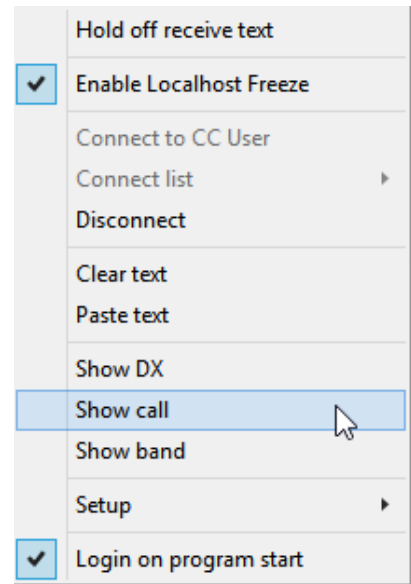 Hold off receive text
Enable Localhost Freeze
Connect to CC User
Connect list
Disconnect
Clear text
Paste text
Show DX
Show call
Show band
Setup
Login on program start